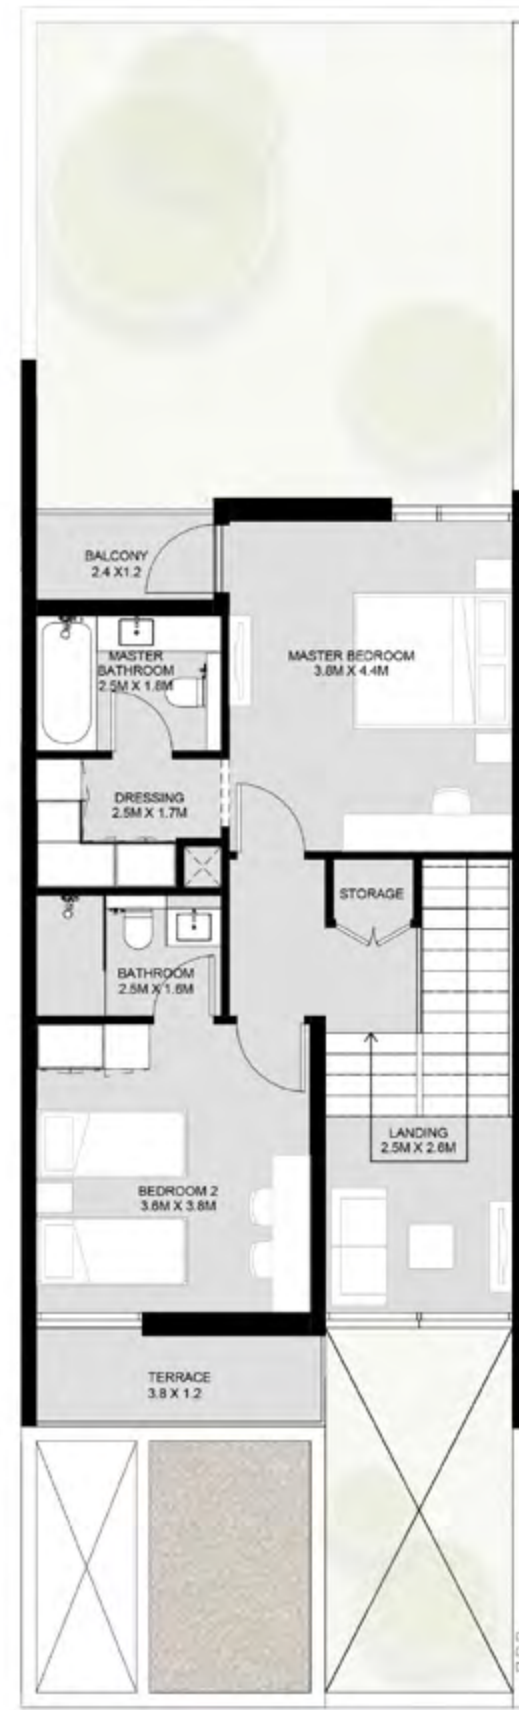 BALCONY
2.4 X1.2
MASTER
BATHROOM
2.5M X 1.8M
MASTER BEDROOM
3.8M X 4.4M
DRESSING
2.5M X 1.7M
STORAGE
BATHROOM
2.5M X 1.6M
LANDING
2.5M X 2.6M
BEDROOM 2
3.6M X 3.8M
TERRACE
3.8 X 1.2